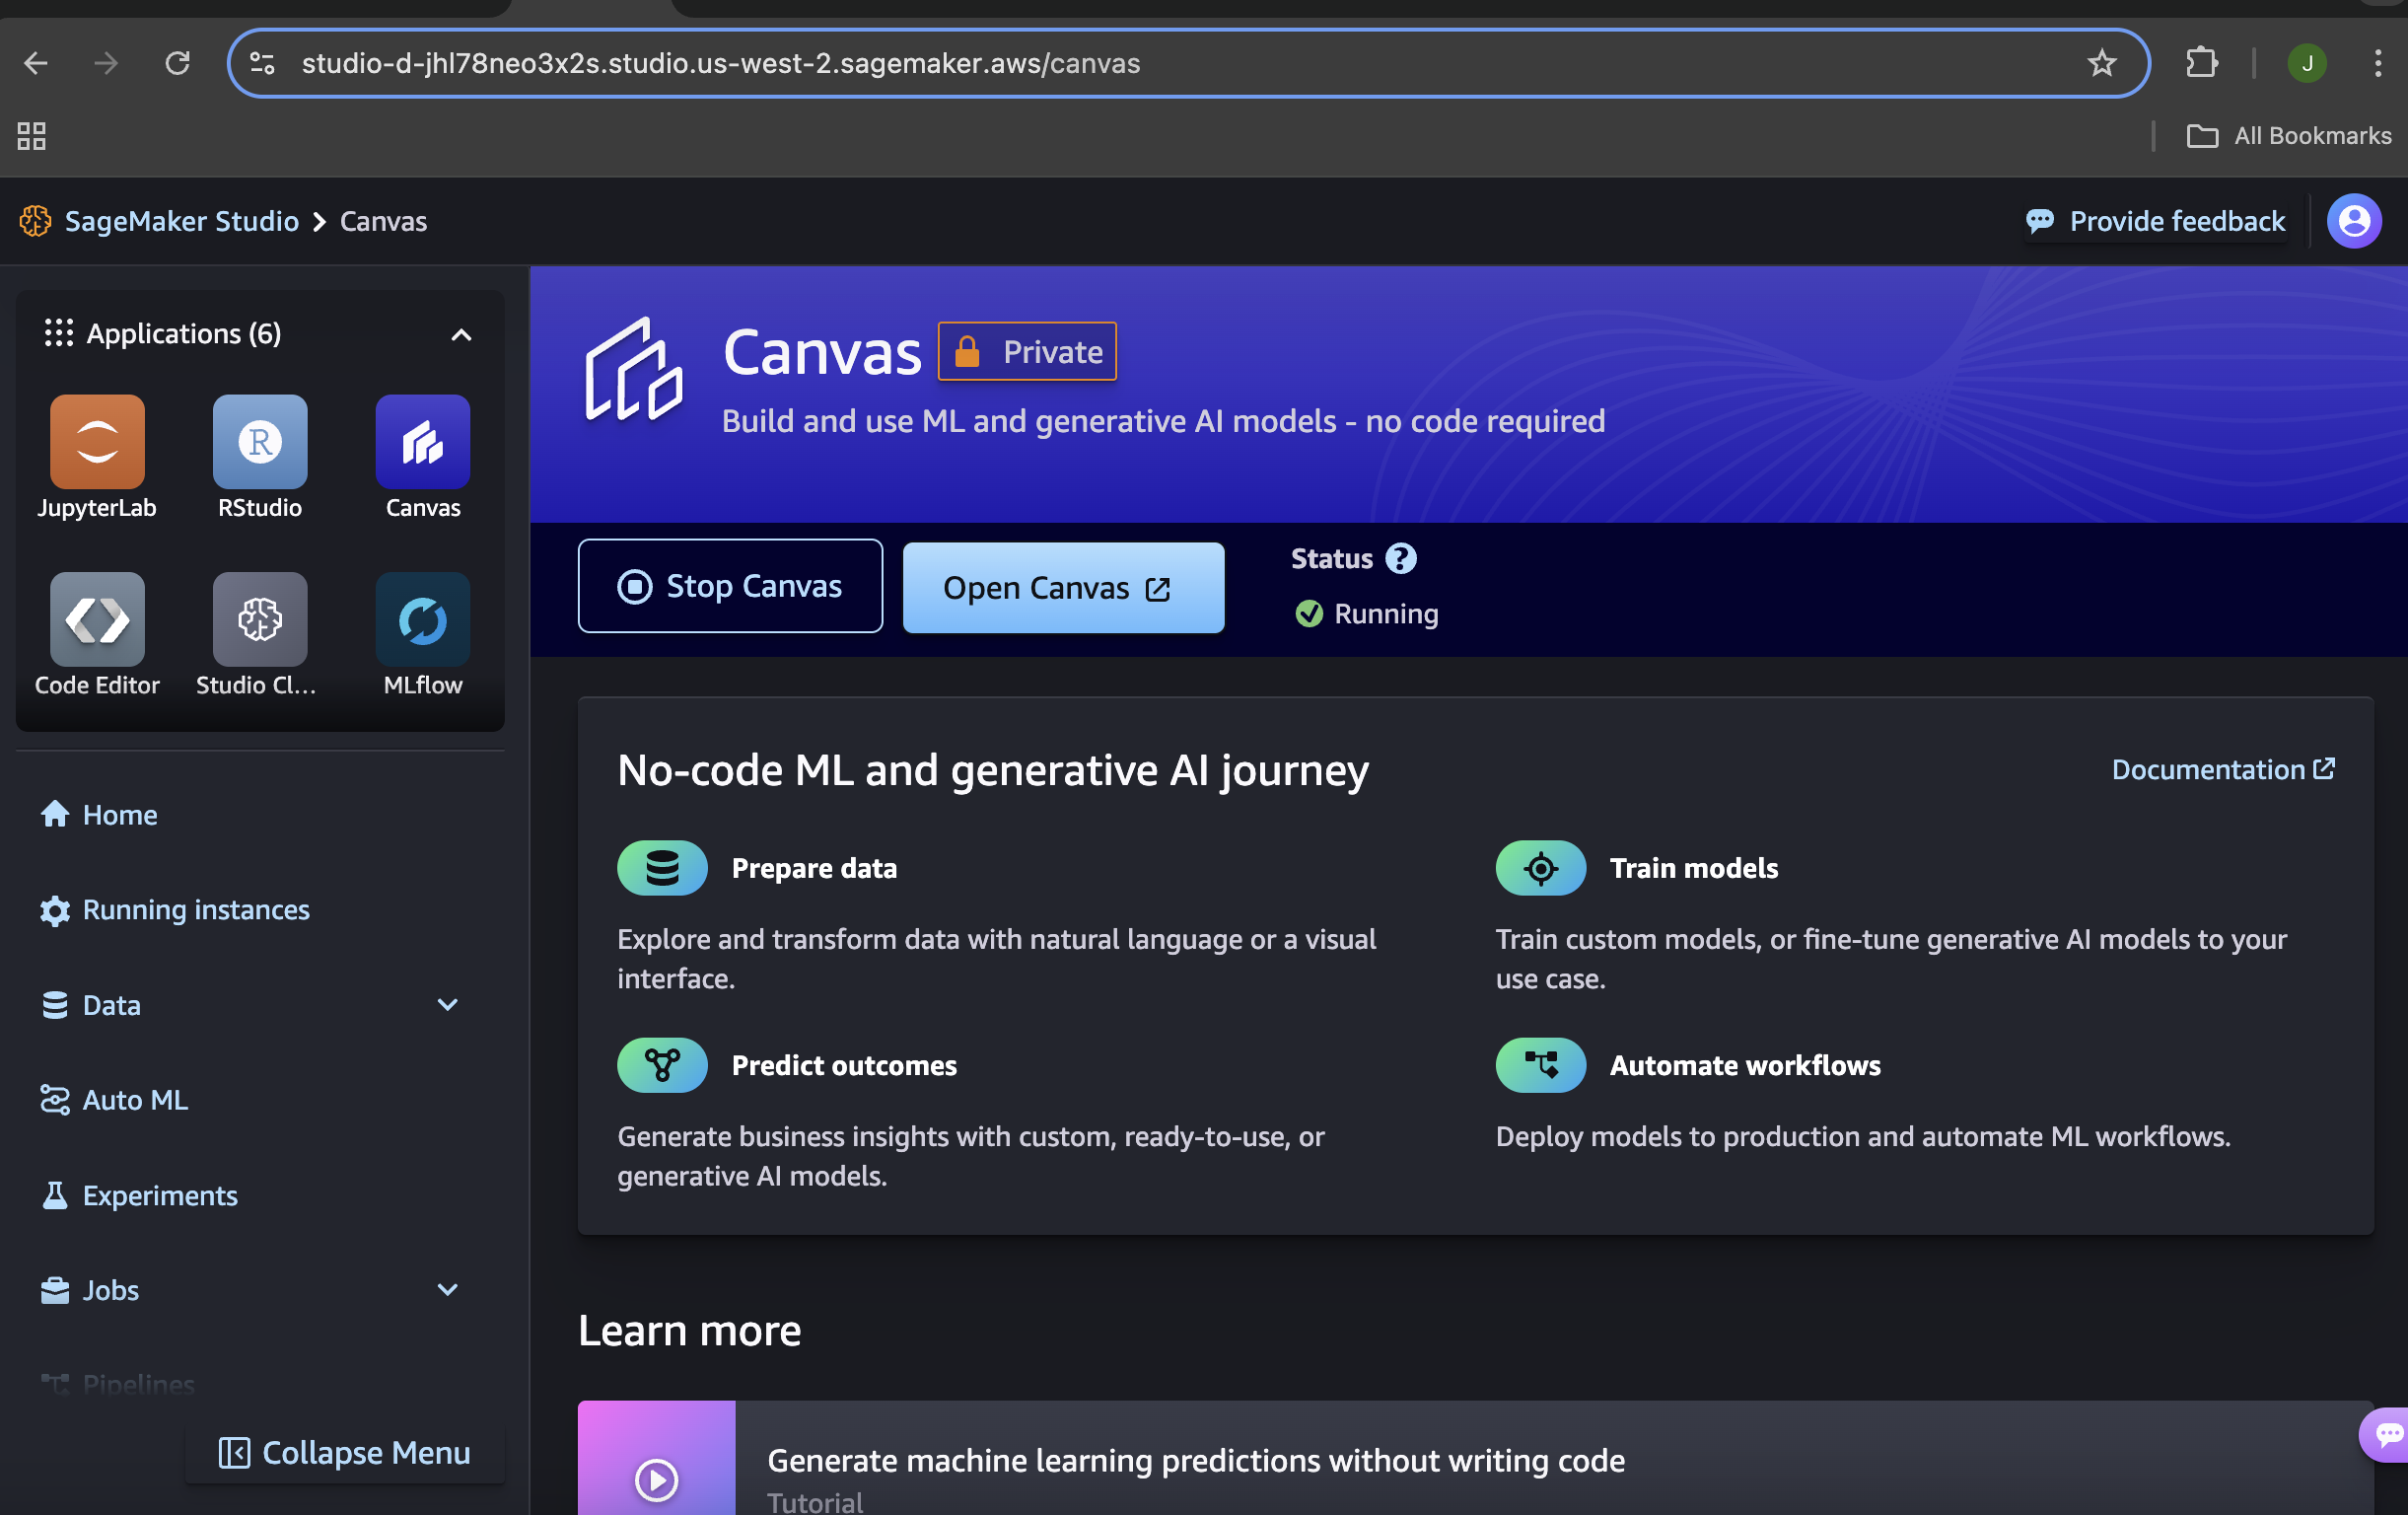 studio-d-jhl78neo3x2s.studio.us-west-2.sagemaker.aws/canvas
J
All Bookmarks
SageMaker Studio
Canvas
Provide feedback
Applications (6)
JupyterLab
R
RStudio
Canvas
Code Editor
Studio Cl...
MLflow
Home
Running instances
Data
Auto ML
Experiments
Jobs
Pipelines
Collapse Menu
Canvas
Private
Build and use ML and generative AI models - no code required
Stop Canvas
Open Canvas
Status ?
Running
No-code ML and generative AI journey
Documentation
Prepare data
Explore and transform data with natural language or a visual
interface.
Train models
Train custom models, or fine-tune generative AI models to your
use case.
Predict outcomes
Generate business insights with custom, ready-to-use, or
generative AI models.
Automate workflows
Deploy models to production and automate ML workflows.
Learn more
Generate machine learning predictions without writing code
Tutorial